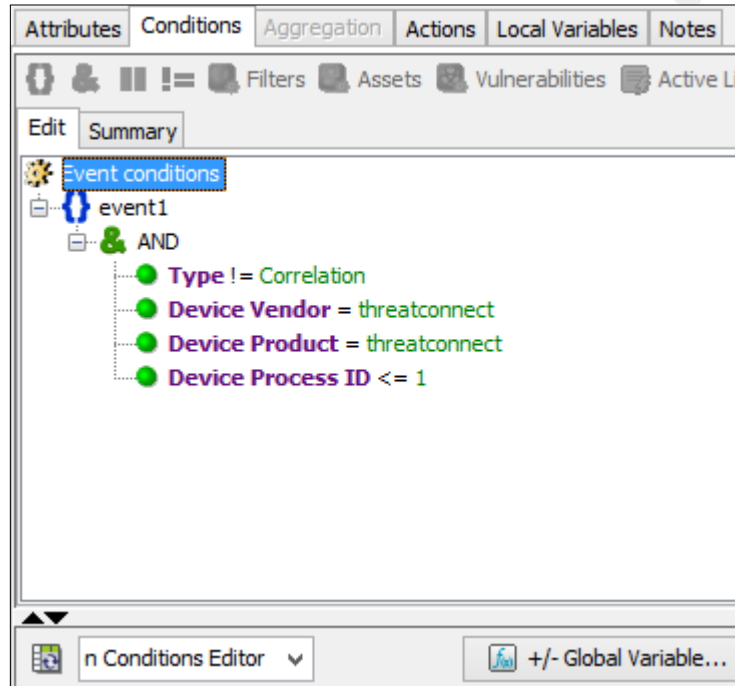 Attributes Conditions Aggregation Actions Local Variables Notes
{} & != Filters Assets Vulnerabilities Active Li
Edit Summary
Event conditions
{} event1
& AND
Type != Correlation
Device Vendor = threatconnect
Device Product = threatconnect
Device Process ID <= 1
n Conditions Editor f(x) +/- Global Variable...